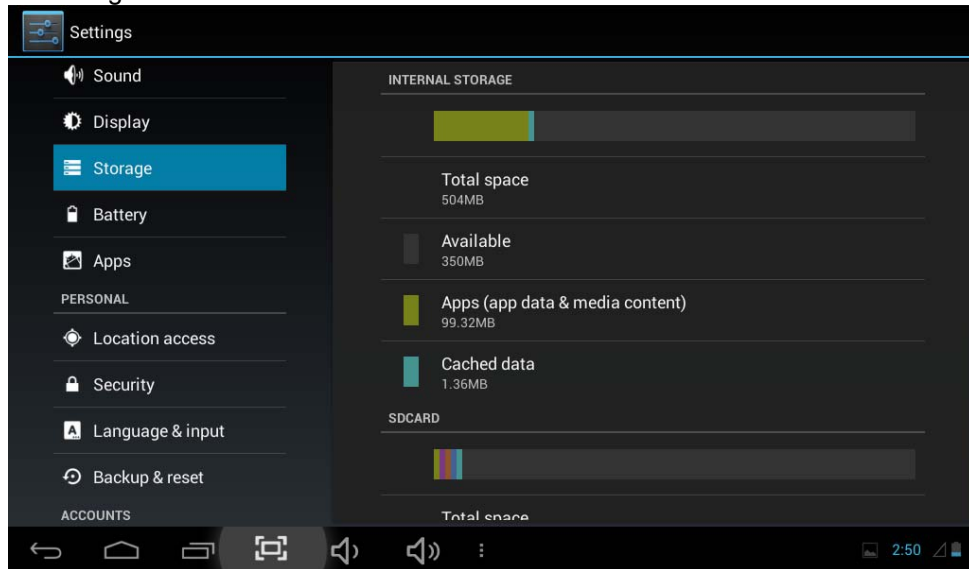 Settings
Sound
Display
Storage
Battery
Apps
PERSONAL
Location access
Security
Language & input
Backup & reset
ACCOUNTS
INTERNAL STORAGE
Total space
504MB
Available
350MB
Apps (app data & media content)
99.32MB
Cached data
1.36MB
SDCARD
Total space
2:50